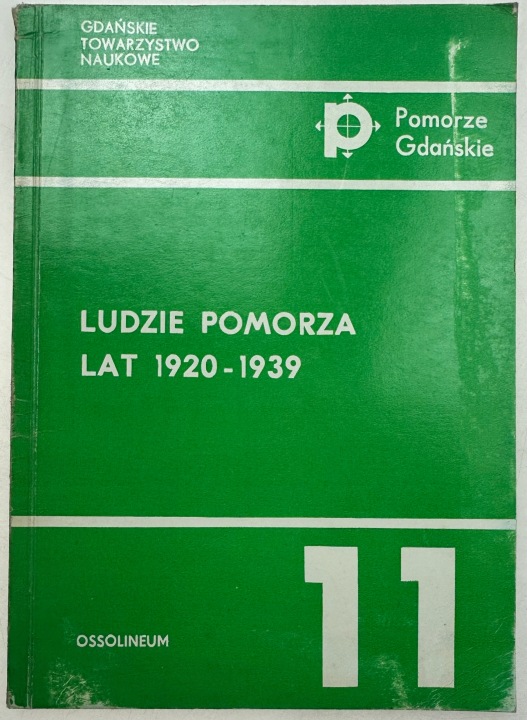 GDAŃSKIE
TOWARZYSTWO
NAUKOWE
p
Pomorze
Gdańskie
LUDZIE POMORZA
LAT 1920-1939
11
OSSOLINEUM